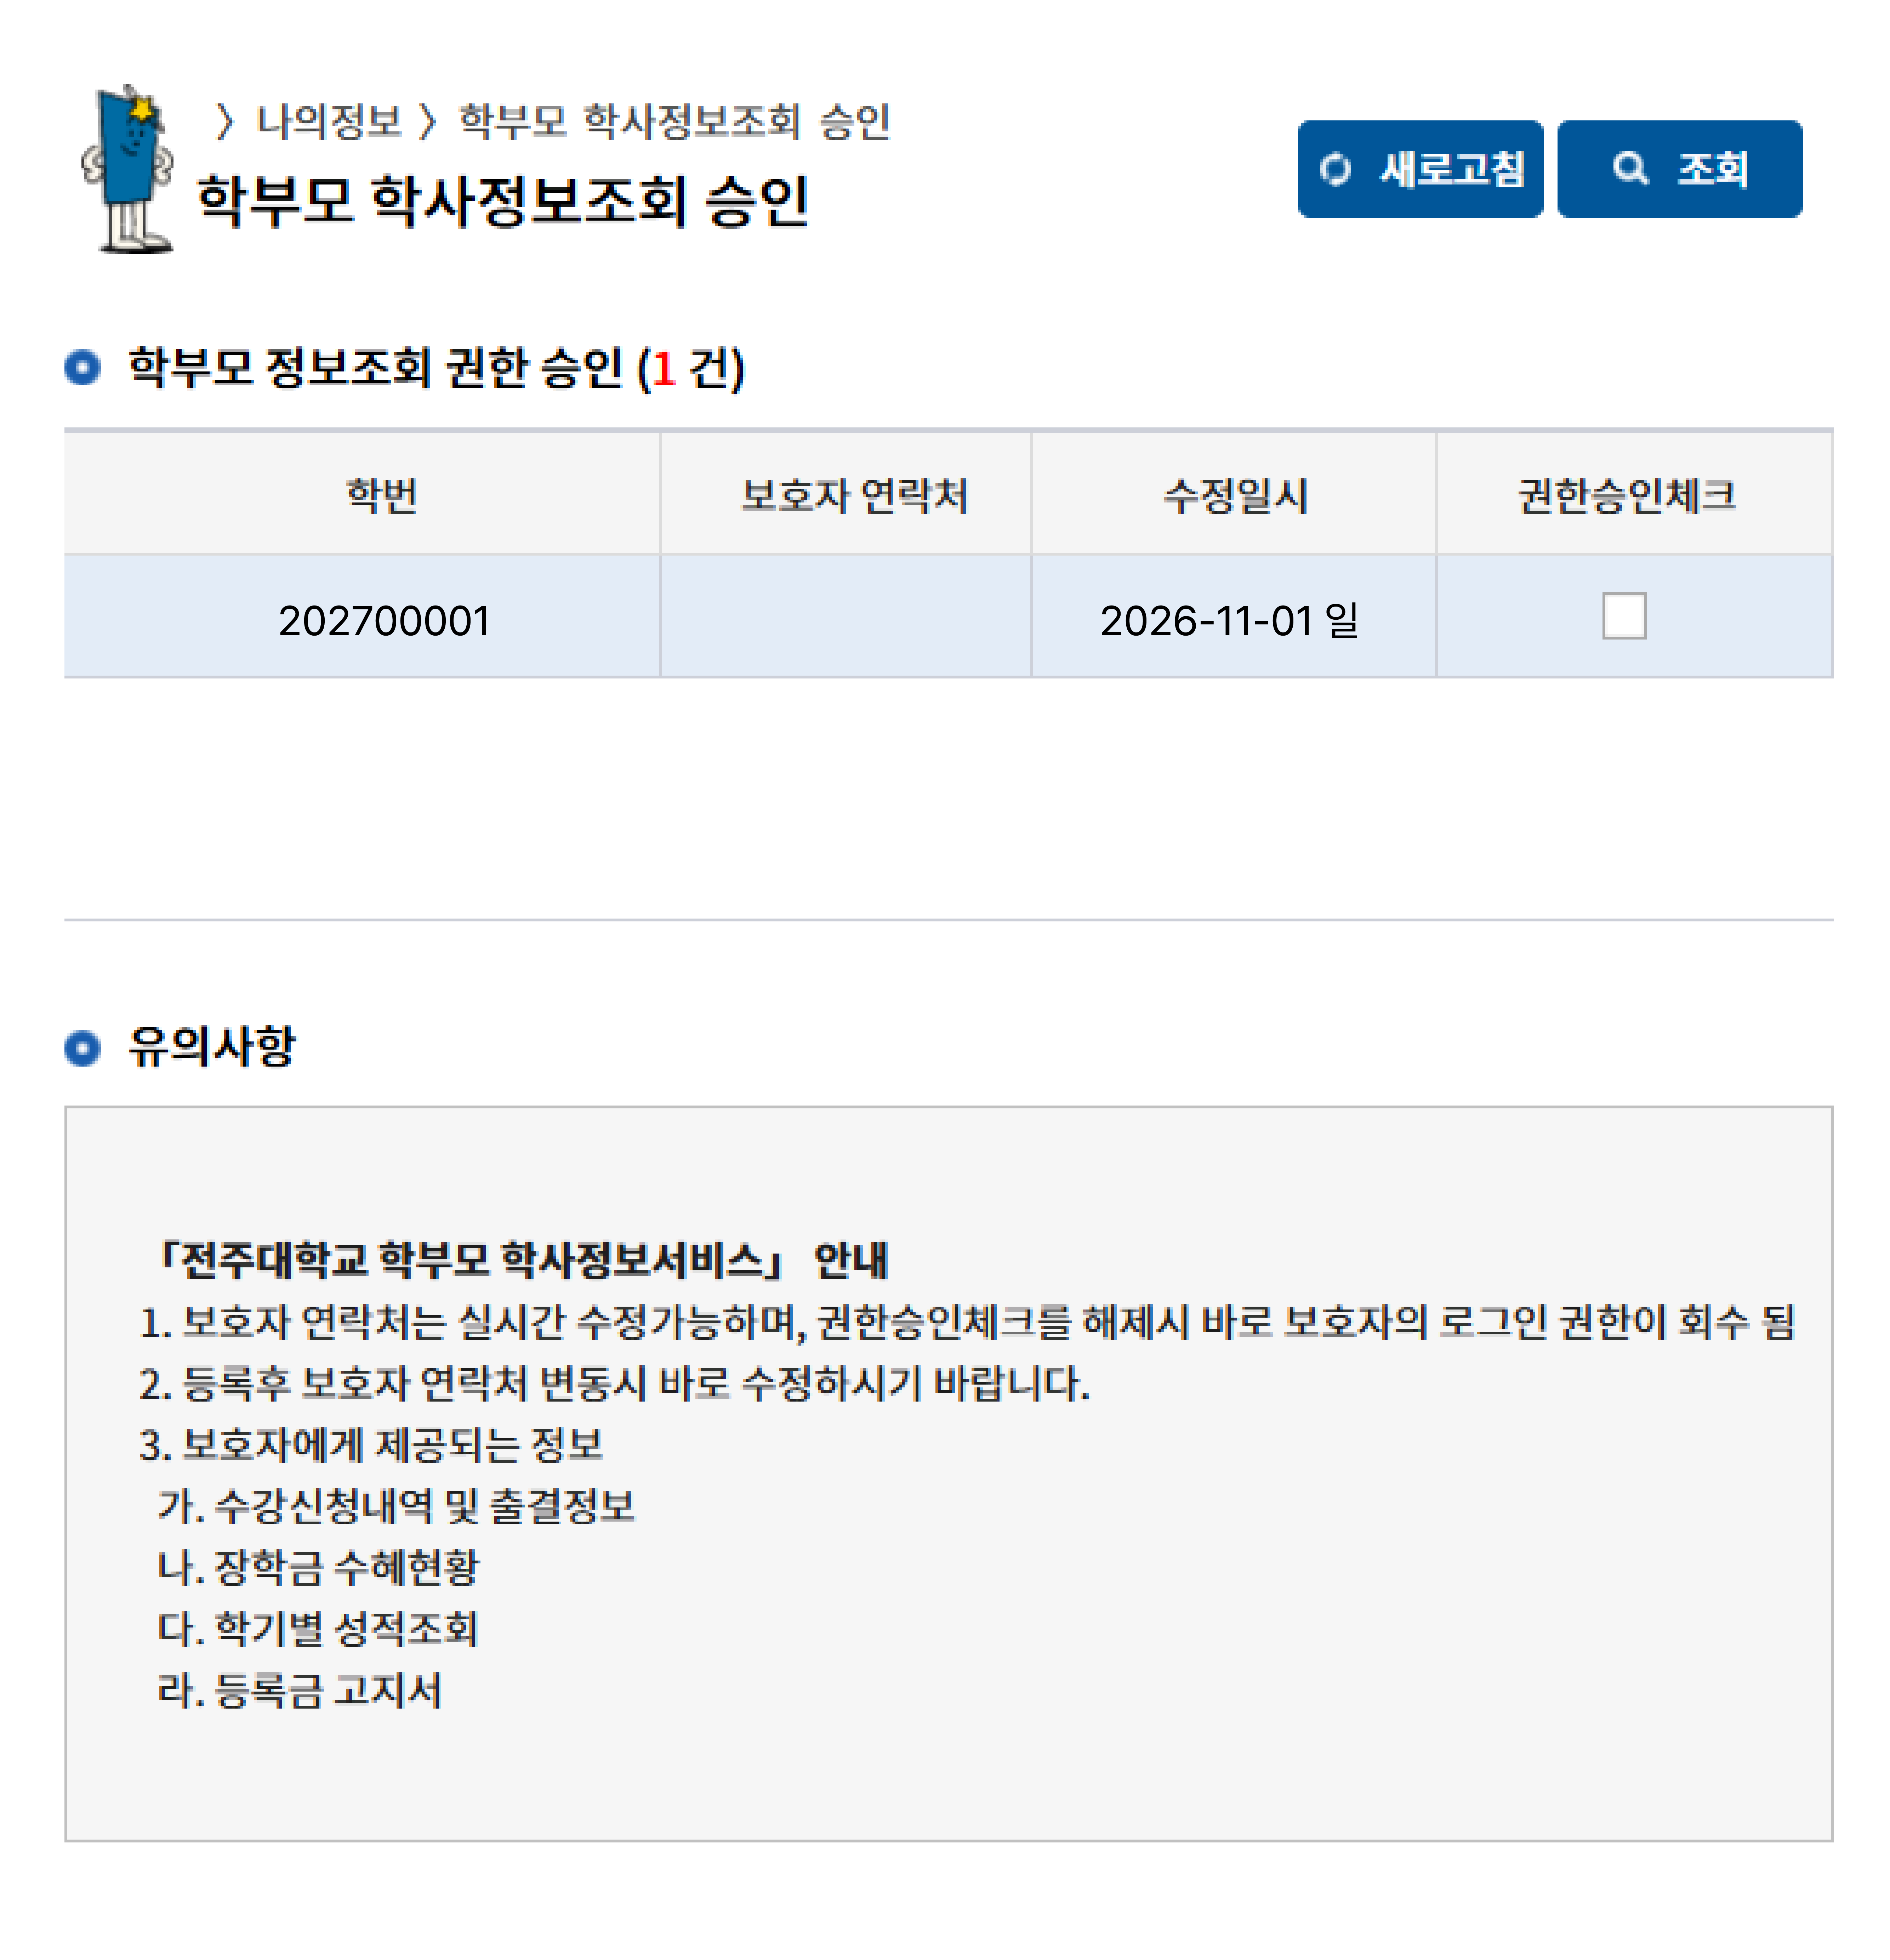 〉 나의정보 〉 학부모 학사정보조회 승인
학부모 학사정보조회 승인
새로고침 조회
학부모 정보조회 권한 승인 (1 건)
학번 보호자 연락처 수정일시 권한승인체크
202700001 2026-11-01 일
유의사항
「전주대학교 학부모 학사정보서비스」 안내
1. 보호자 연락처는 실시간 수정가능하며, 권한승인체크를 해제시 바로 보호자의 로그인 권한이 회수 됨
2. 등록후 보호자 연락처 변동시 바로 수정하시기 바랍니다.
3. 보호자에게 제공되는 정보
가. 수강신청내역 및 출결정보
나. 장학금 수혜현황
다. 학기별 성적조회
라. 등록금 고지서